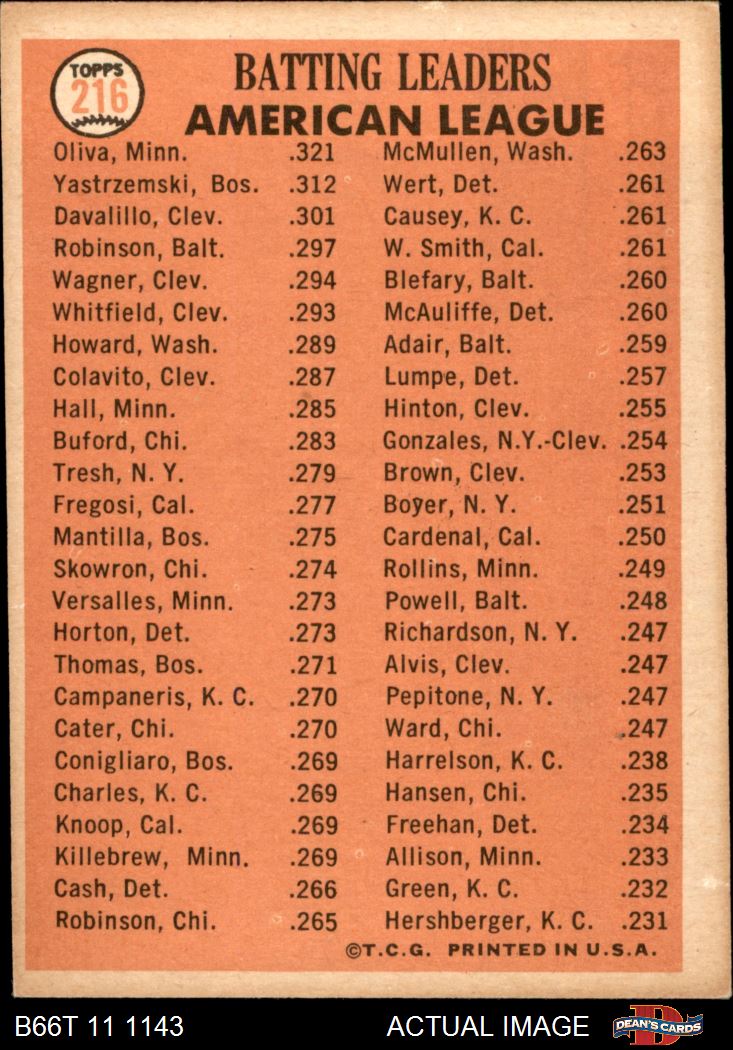 TOPPS
216
BATTING LEADERS
AMERICAN LEAGUE
Oliva, Minn. .321
Yastrzemski, Bos. .312
Davalillo, Clev. .301
Robinson, Balt. .297
Wagner, Clev. .294
Whitfield, Clev. .293
Howard, Wash. .289
Colavito, Clev. .287
Hall, Minn. .285
Buford, Chi. .283
Tresh, N. Y. .279
Fregosi, Cal. .277
Mantilla, Bos. .275
Skowron, Chi. .274
Versalles, Minn. .273
Horton, Det. .273
Thomas, Bos. .271
Campaneris, K. C. .270
Cater, Chi. .270
Conigliaro, Bos. .269
Charles, K. C. .269
Knoop, Cal. .269
Killebrew, Minn. .269
Cash, Det. .266
Robinson, Chi. .265
McMullen, Wash. .263
Wert, Det. .261
Causey, K. C. .261
W. Smith, Cal. .261
Blefary, Balt. .260
McAuliffe, Det. .260
Adair, Balt. .259
Lumpe, Det. .257
Hinton, Clev. .255
Gonzales, N.Y.-Clev. .254
Brown, Clev. .253
Boyer, N. Y. .251
Cardenal, Cal. .250
Rollins, Minn. .249
Powell, Balt. .248
Richardson, N. Y. .247
Alvis, Clev. .247
Pepitone, N. Y. .247
Ward, Chi. .247
Harrelson, K. C. .238
Hansen, Chi. .235
Freehan, Det. .234
Allison, Minn. .233
Green, K. C. .232
Hershberger, K. C. .231
©T.C.G. PRINTED IN U.S.A.
B66T 11 1143 ACTUAL IMAGE
D
DEAN'S CARDS